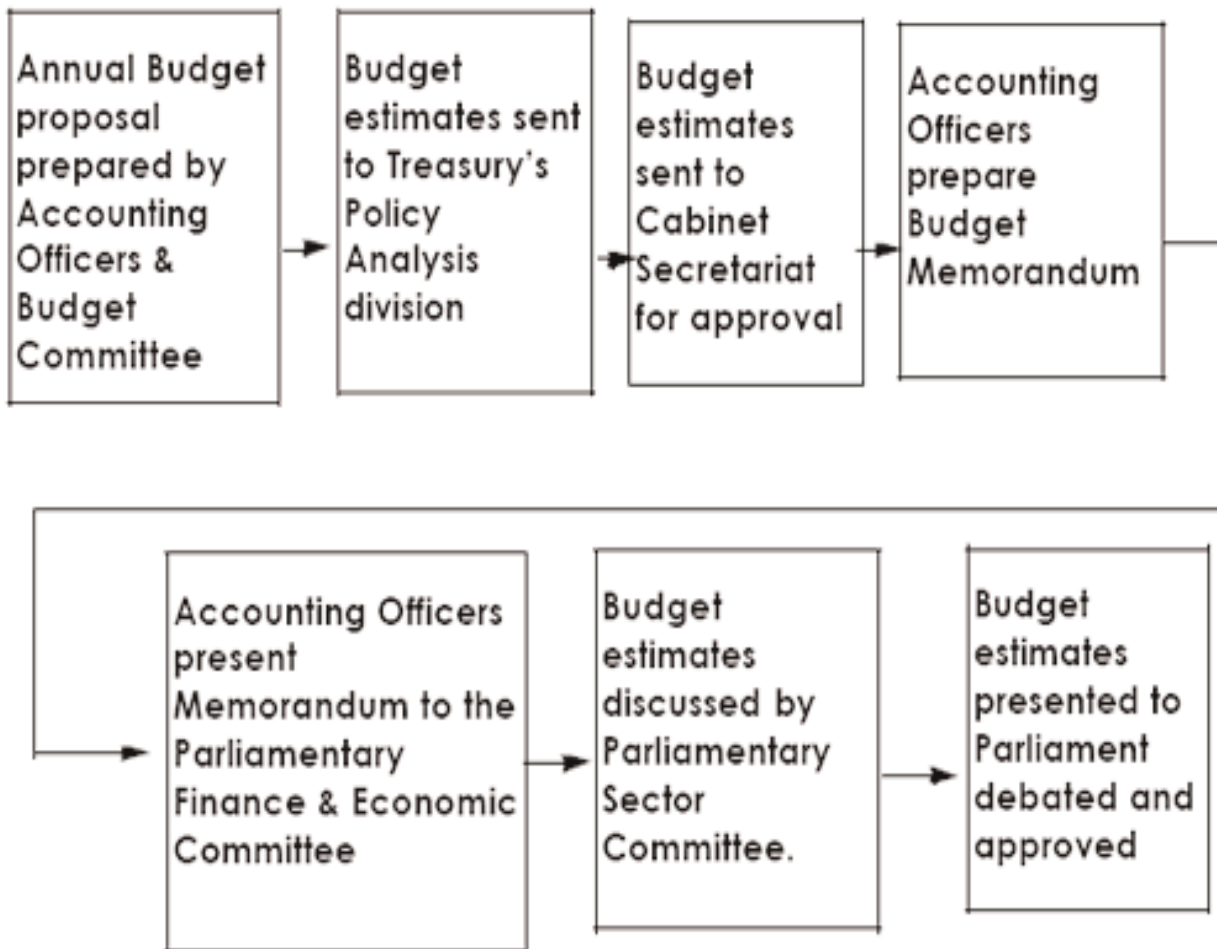 Annual Budget
proposal
prepared by
Accounting
Officers &
Budget
Committee
Budget
estimates sent
to Treasury's
Policy
Analysis
division
Budget
estimates
sent to
Cabinet
Secretariat
for approval
Accounting
Officers
prepare
Budget
Memorandum
Accounting Officers
present
Memorandum to the
Parliamentary
Finance & Economic
Committee
Budget
estimates
discussed by
Parliamentary
Sector
Committee.
Budget
estimates
presented to
Parliament
debated and
approved